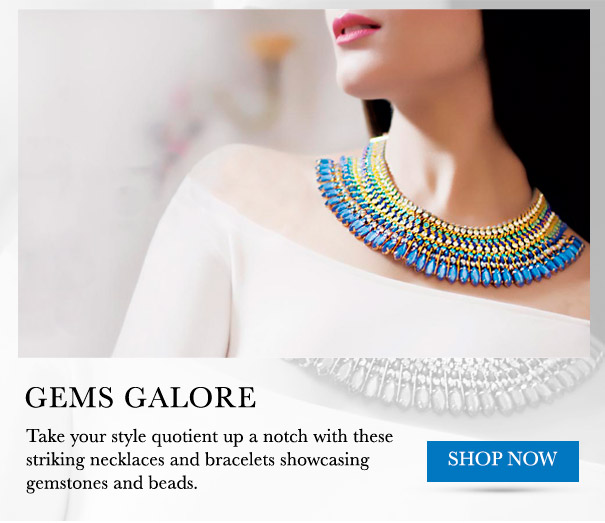 GEMS GALORE
Take your style quotient up a notch with these
striking necklaces and bracelets showcasing
gemstones and beads.
SHOP NOW